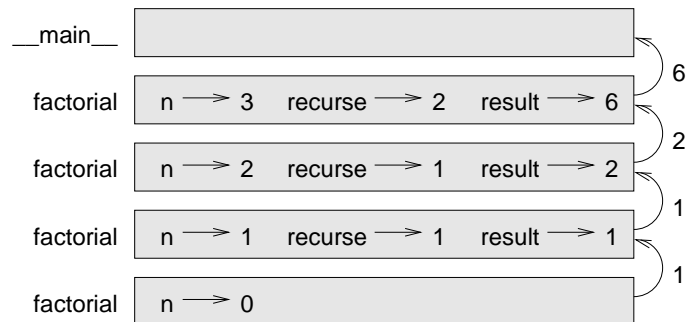 __main__
6
factorial n 3 recurse 2 result 6
2
factorial n 2 recurse 1 result 2
1
factorial n 1 recurse 1 result 1
1
factorial n 0